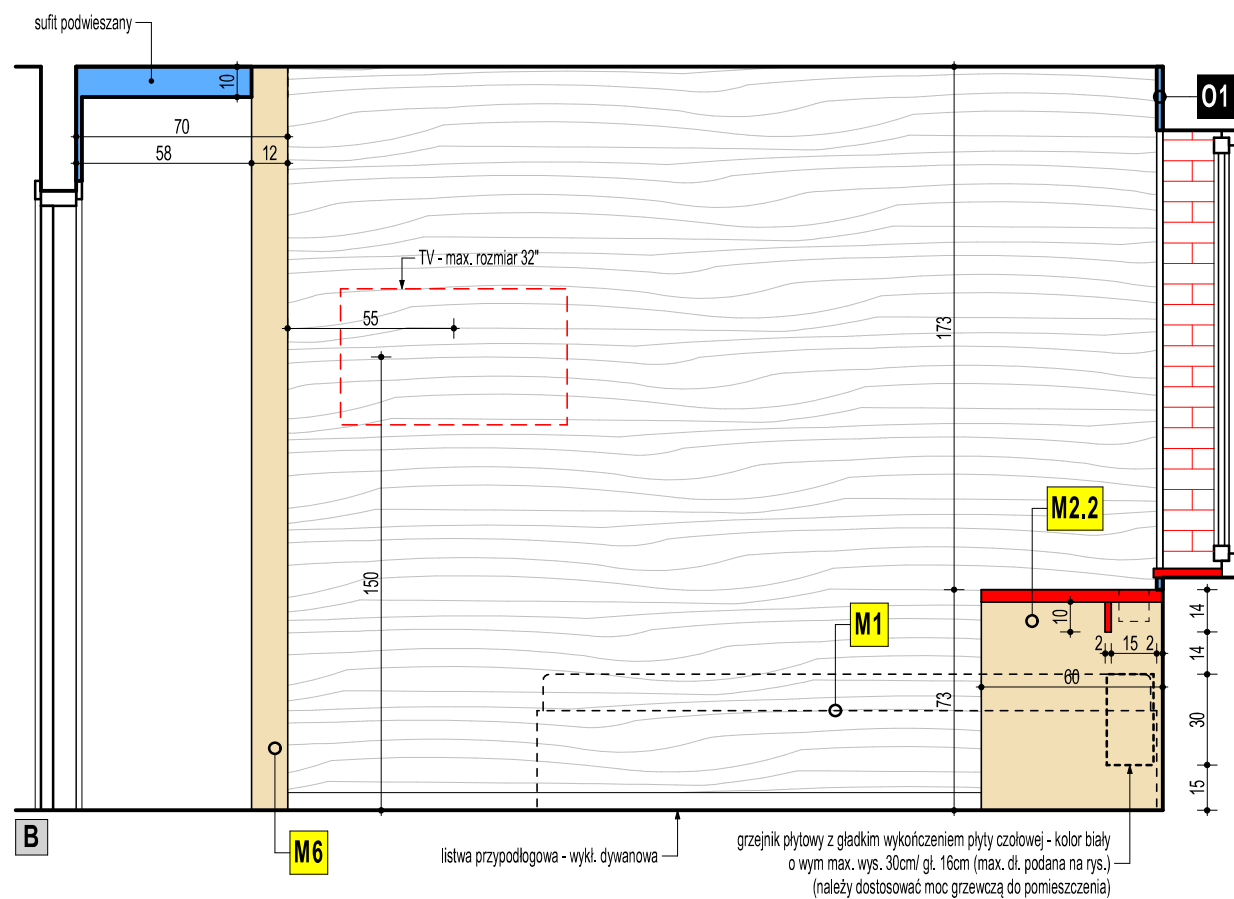 sufit podwieszany
10
O1
70
58
12
TV - max. rozmiar 32"
55
173
150
M2.2
M1
10
14
2
15
2
14
60
73
30
15
B
M6
listwa przypodłogowa - wykł. dywanowa
grzejnik płytowy z gładkim wykończeniem płyty czołowej - kolor biały
o wym max. wys. 30cm/ gł. 16cm (max. dł. podana na rys.)
(należy dostosować moc grzewczą do pomieszczenia)